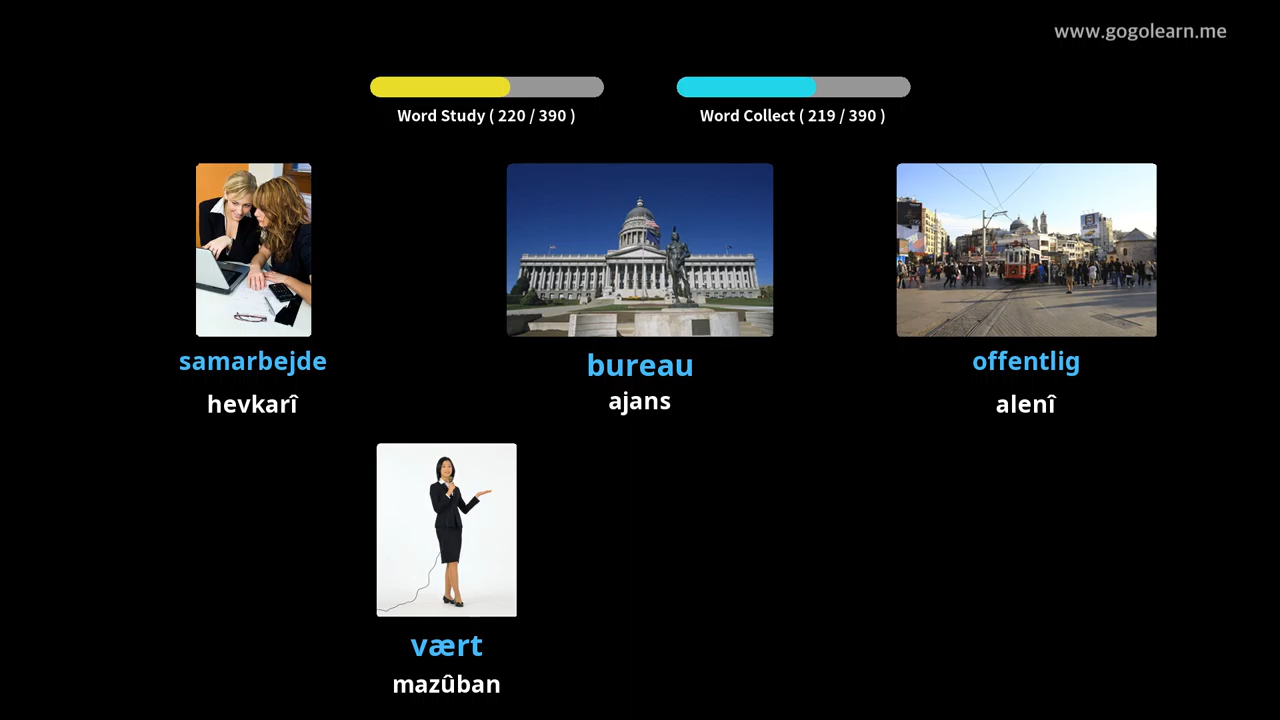 www.gogolearn.me
Word Study ( 220 / 390 )
Word Collect ( 219 / 390 )
samarbejde
hevkarî
bureau
ajans
offentlig
alenî
vært
mazûban